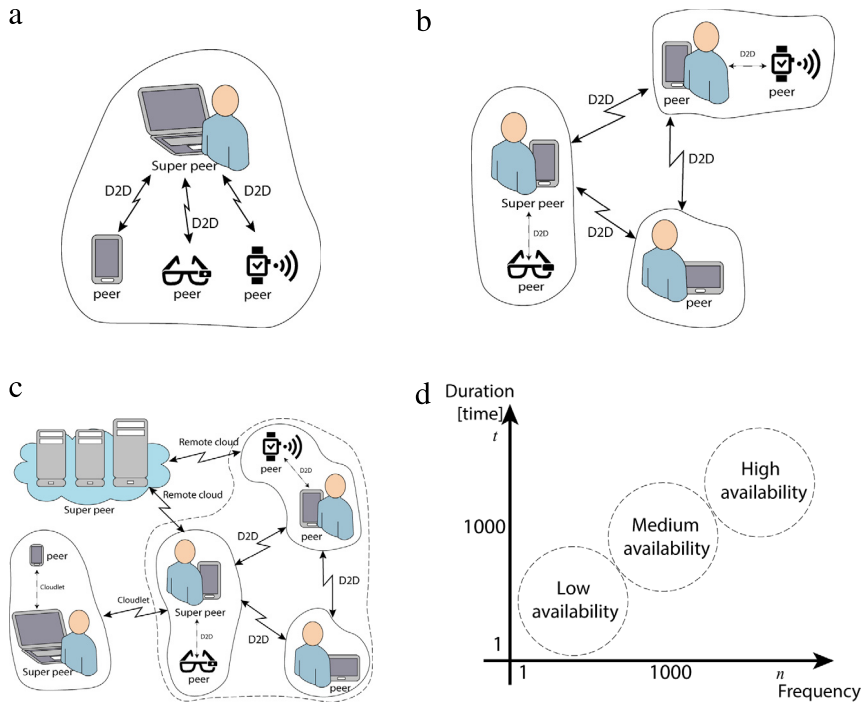 a
Super peer
D2D
D2D
D2D
peer
peer
peer
b
D2D
peer
peer
D2D
D2D
Super peer
D2D
D2D
peer
peer
c
Remote cloud
peer
D2D
Super peer
Remote cloud
peer
D2D
peer
Cloudlet
D2D
Cloudlet
Super peer
D2D
D2D
Super peer
peer
peer
d
Duration
[time]
t
High
availability
1000
Medium
availability
Low
availability
1
1
1000
n
Frequency